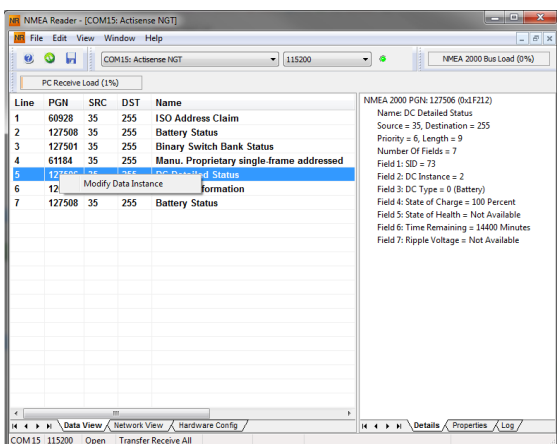 NMEA Reader - [COM15: Actisense NGT]
File Edit View Window Help
COM15: Actisense NGT 115200 NMEA 2000 Bus Load (0%)
PC Receive Load (1%)
Line PGN SRC DST Name
1 60928 35 255 ISO Address Claim
2 127508 35 255 Battery Status
3 127501 35 255 Binary Switch Bank Status
4 61184 35 255 Manu. Proprietary single-frame addressed
5 127506 35 255 DC Detailed Status
Modify Data Instance
6
7 127508 35 255 Battery Status
NMEA 2000 PGN: 127506 (0x1F212)
Name: DC Detailed Status
Source = 35, Destination = 255
Priority = 6, Length = 9
Number Of Fields = 7
Field 1: SID = 73
Field 2: DC Instance = 2
Field 3: DC Type = 0 (Battery)
Field 4: State of Charge = 100 Percent
Field 5: State of Health = Not Available
Field 6: Time Remaining = 14400 Minutes
Field 7: Ripple Voltage = Not Available
Data View Network View Hardware Config
Details Properties Log
COM15 115200 Open Transfer Receive All